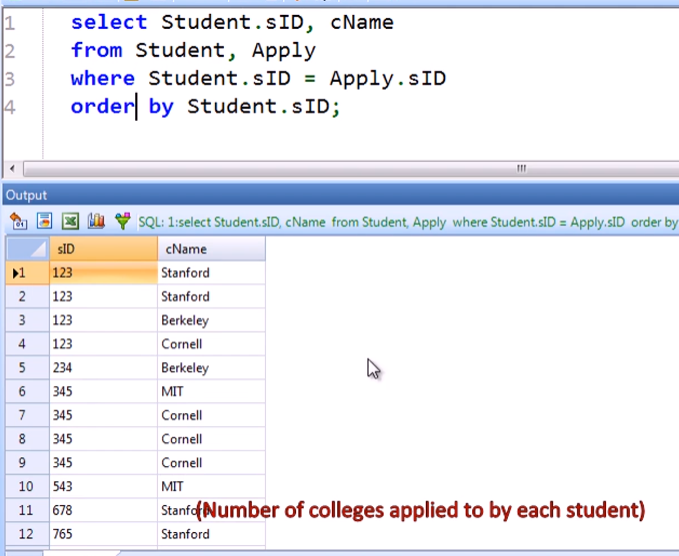 1 select Student.sID, cName
2 from Student, Apply
3 where Student.sID = Apply.sID
4 order by Student.sID;
Output
SQL: 1:select Student.sID, cName from Student, Apply where Student.sID = Apply.sID order by
sID cName
1 123 Stanford
2 123 Stanford
3 123 Berkeley
4 123 Cornell
5 234 Berkeley
6 345 MIT
7 345 Cornell
8 345 Cornell
9 345 Cornell
10 543 MIT
11 678 Stanford
(Number of colleges applied to by each student)
12 765 Stanford